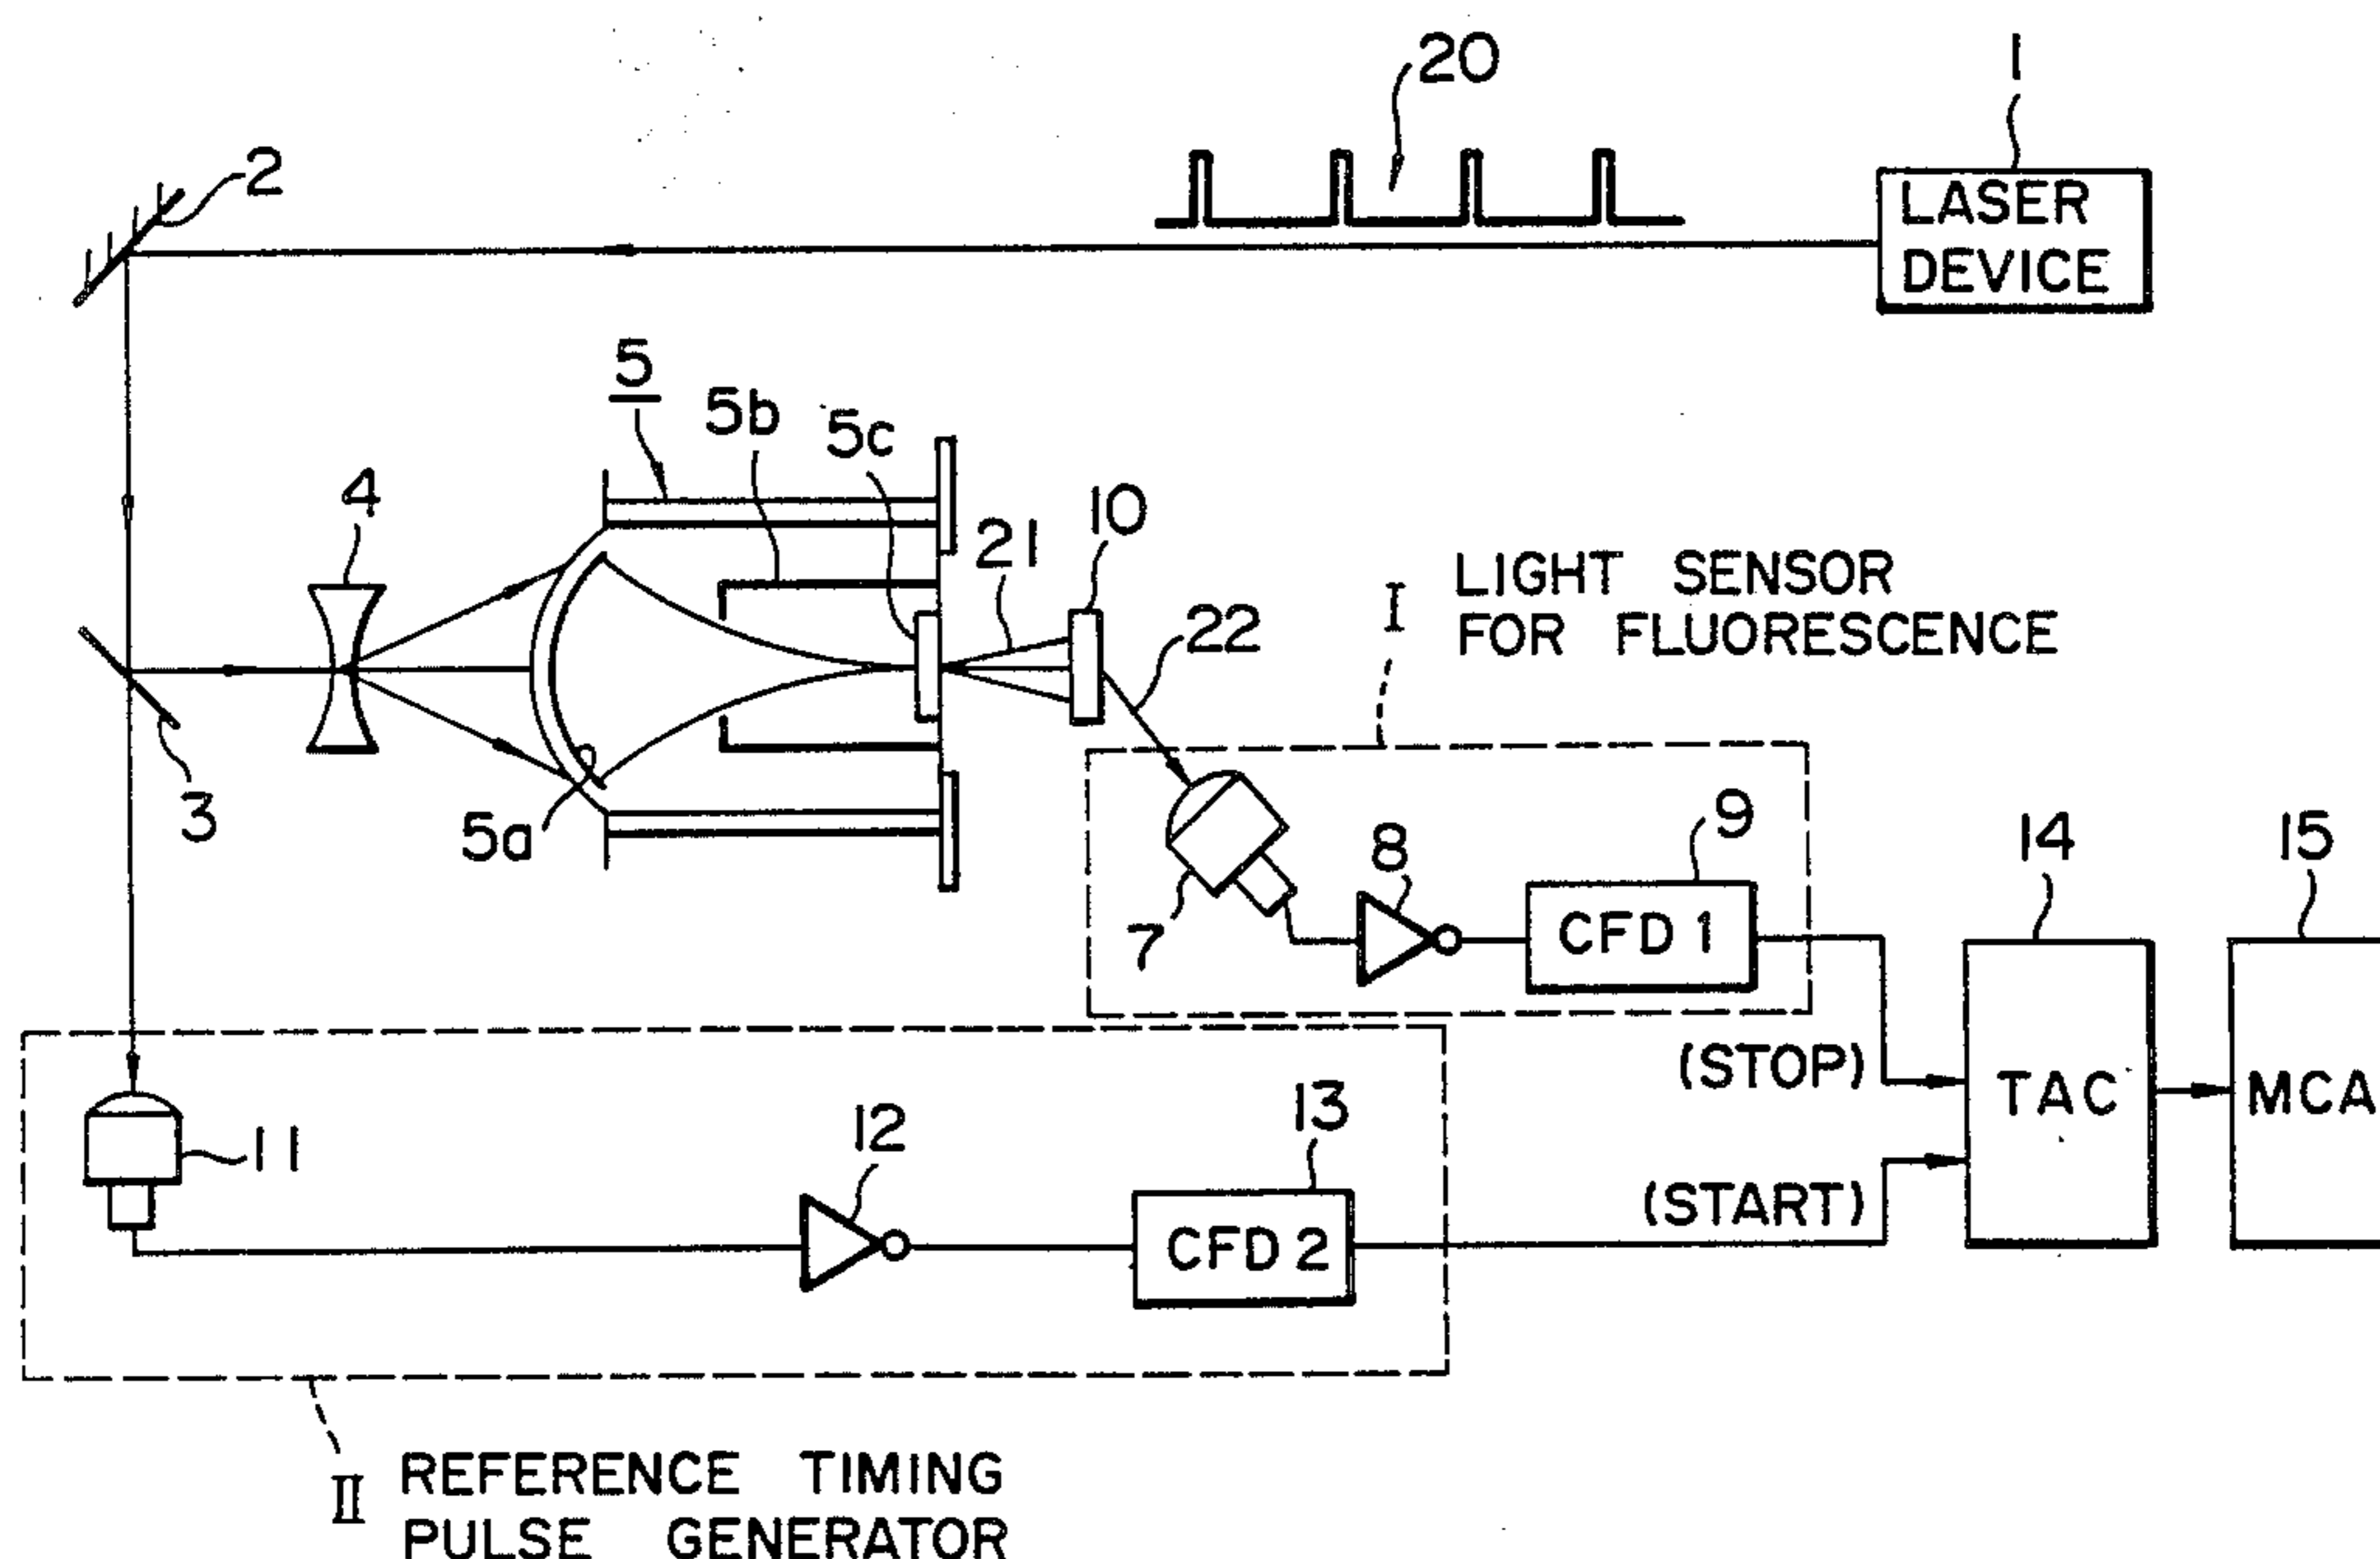 20
1
2
LASER
DEVICE
5
5b
5c
4
10
21
22
I
LIGHT SENSOR
FOR FLUORESCENCE
3
5a
7
8
9
CFD 1
14
15
(STOP)
TAC
MCA
11
12
13
CFD 2
(START)
II
REFERENCE TIMING
PULSE GENERATOR